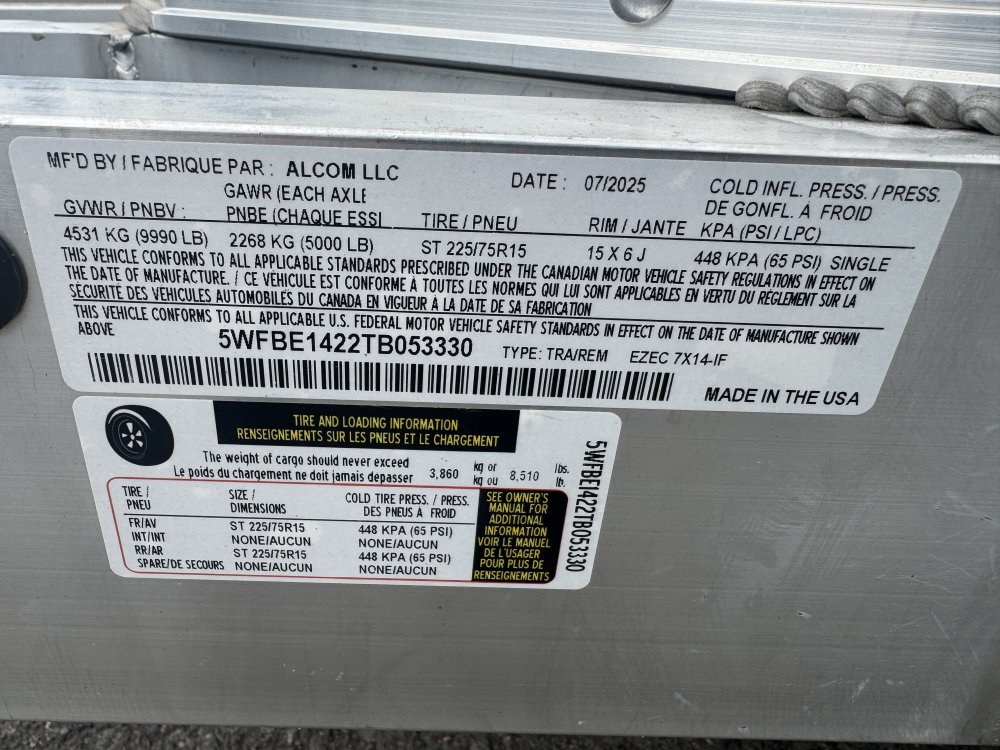 MF'D BY / FABRIQUE PAR : ALCOM LLC DATE : 07/2025 COLD INFL. PRESS. / PRESS.
GAWR (EACH AXLE DE GONFL. À FROID
GVWR / PNBV : PNBE (CHAQUE ESSI TIRE / PNEU RIM / JANTE KPA (PSI / LPC)
4531 KG (9990 LB) 2268 KG (5000 LB) ST 225/75R15 15 X 6 J 448 KPA (65 PSI) SINGLE
THIS VEHICLE CONFORMS TO ALL APPLICABLE STANDARDS PRESCRIBED UNDER THE CANADIAN MOTOR VEHICLE SAFETY REGULATIONS IN EFFECT ON
THE DATE OF MANUFACTURE. / CE VÉHICULE EST CONFORME À TOUTES LES NORMES QUI LUI SONT APPLICABLES EN VERTU DU RÈGLEMENT SUR LA
SÉCURITÉ DES VÉHICULES AUTOMOBILES DU CANADA EN VIGUEUR À LA DATE DE SA FABRICATION
THIS VEHICLE CONFORMS TO ALL APPLICABLE U.S. FEDERAL MOTOR VEHICLE SAFETY STANDARDS IN EFFECT ON THE DATE OF MANUFACTURE SHOWN
ABOVE
5WFBE1422TB053330 TYPE: TRA/REM EZEC 7X14-IF
MADE IN THE USA
TIRE AND LOADING INFORMATION
RENSEIGNEMENTS SUR LES PNEUS ET LE CHARGEMENT
The weight of cargo should never exceed 3,860 kg or 8,510 lbs.
Le poids du chargement ne doit jamais depasser kg ou lb.
TIRE / SIZE / COLD TIRE PRESS. / PRESS.
PNEU DIMENSIONS DES PNEUS À FROID
FR/AV ST 225/75R15 448 KPA (65 PSI)
INT/INT NONE/AUCUN NONE/AUCUN
RR/AR ST 225/75R15 448 KPA (65 PSI)
SPARE/DE SECOURS NONE/AUCUN NONE/AUCUN
SEE OWNER'S
MANUAL FOR
ADDITIONAL
INFORMATION
VOIR LE MANUEL
DE L'USAGER
POUR PLUS DE
RENSEIGNEMENTS
5WFBE1422TB053330